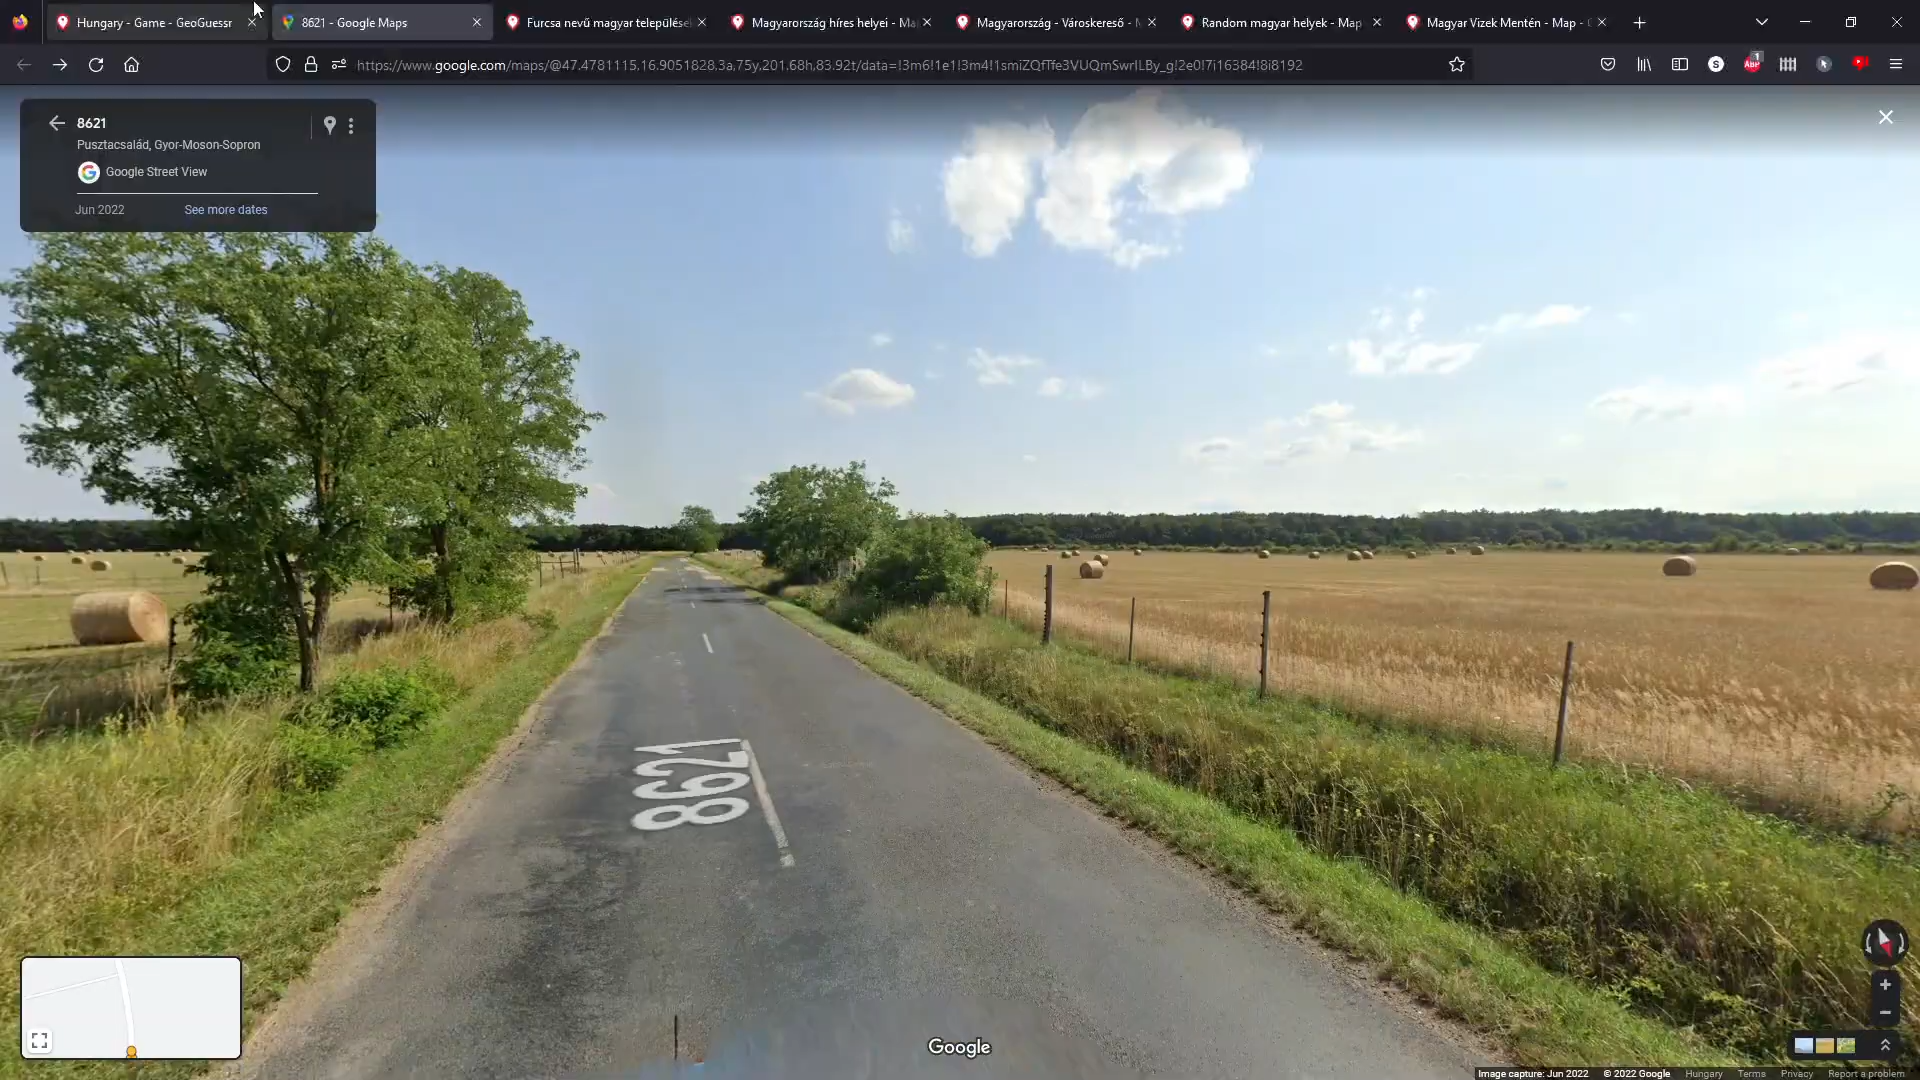 Hungary - Game - GeoGuessr
8621 - Google Maps
Furcsa nevű magyar települése
Magyarország híres helyei - Ma
Magyarország - Városkereső - M
Random magyar helyek - Map
Magyar Vizek Mentén - Map - G
https://www.google.com/maps/@47.4781115,16.9051828,3a,75y,201.68h,83.92t/data=!3m6!1e1!3m4!1smiZQfTfe3VUQmSwrILBy_g!2e0!7i16384!8i8192
S
ABP
1
8621
Pusztacsalád, Gyor-Moson-Sopron
Google Street View
Jun 2022
See more dates
8621
Google
Image capture: Jun 2022
© 2022 Google
Hungary
Terms
Privacy
Report a problem